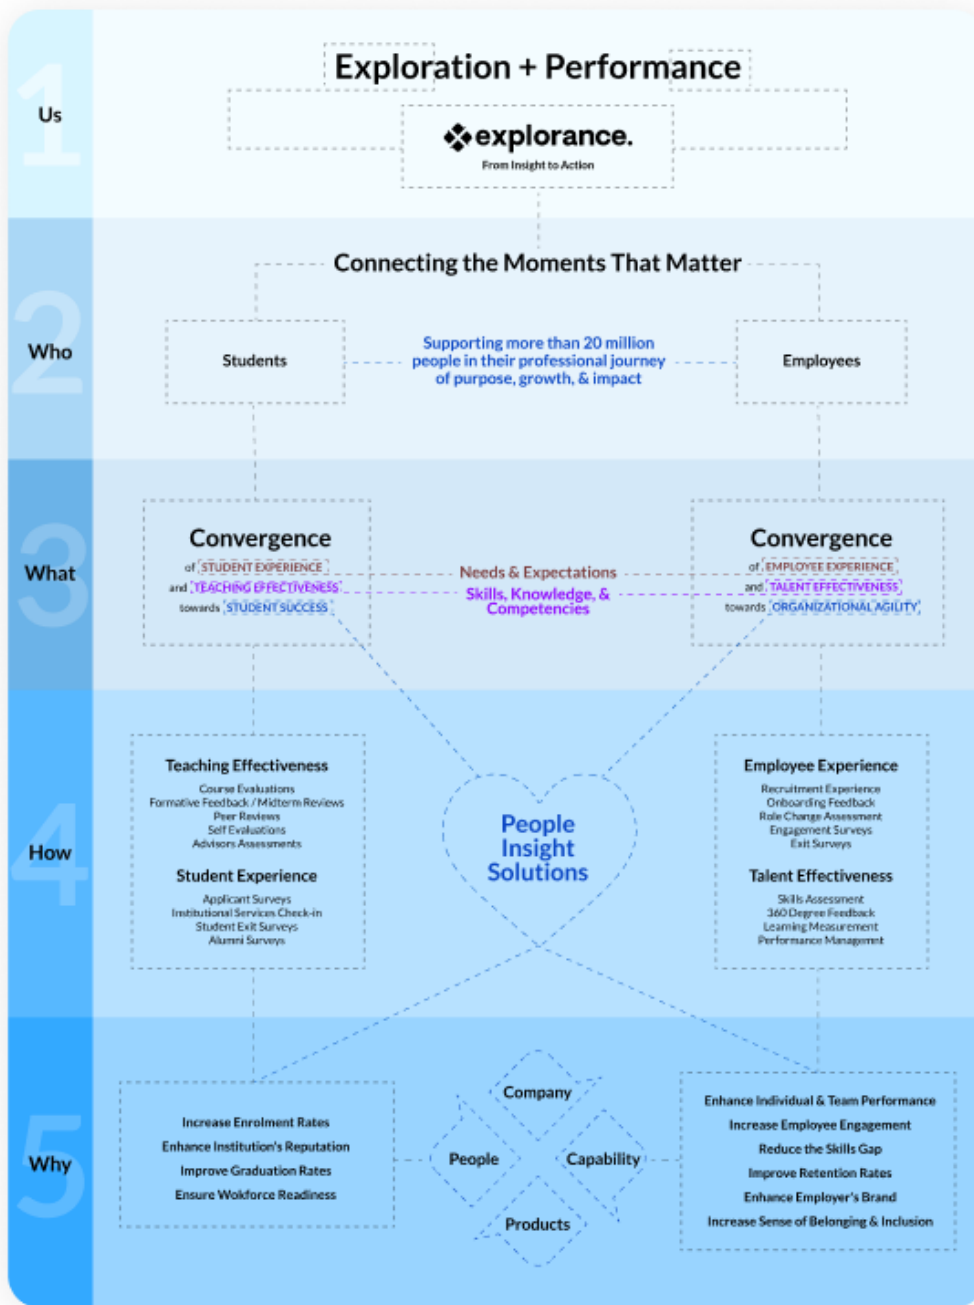 1
Us
Exploration + Performance
explorance.
From Insight to Action
2
Who
Connecting the Moments That Matter
Students
Supporting more than 20 million
people in their professional journey
of purpose, growth, & impact
Employees
3
What
Convergence
of STUDENT EXPERIENCE
and TEACHING EFFECTIVENESS
towards STUDENT SUCCESS
Needs & Expectations
Skills, Knowledge, &
Competencies
Convergence
of EMPLOYEE EXPERIENCE
and TALENT EFFECTIVENESS
towards ORGANIZATIONAL AGILITY
4
How
Teaching Effectiveness
Course Evaluations
Formative Feedback / Midterm Reviews
Peer Reviews
Self Evaluations
Advisors Assessments
Student Experience
Applicant Surveys
Institutional Services Check-in
Student Exit Surveys
Alumni Surveys
People
Insight
Solutions
Employee Experience
Recruitment Experience
Onboarding Feedback
Role Change Assessment
Engagement Surveys
Exit Surveys
Talent Effectiveness
Skills Assessment
360 Degree Feedback
Learning Measurement
Performance Managemnt
5
Why
Increase Enrolment Rates
Enhance Institution's Reputation
Improve Graduation Rates
Ensure Wokforce Readiness
Company
People
Capability
Products
Enhance Individual & Team Performance
Increase Employee Engagement
Reduce the Skills Gap
Improve Retention Rates
Enhance Employer's Brand
Increase Sense of Belonging & Inclusion